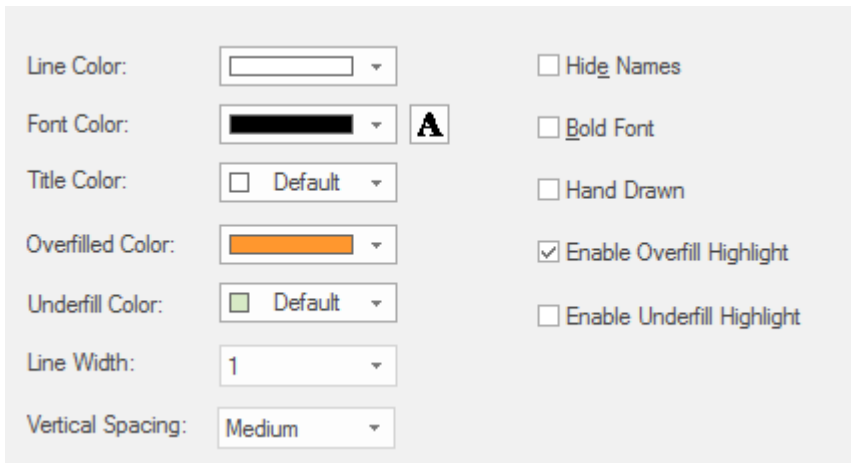 Line Color:
Hide Names
Font Color:
A
Bold Font
Title Color:
Default
Hand Drawn
Overfilled Color:
Enable Overfill Highlight
Underfill Color:
Default
Enable Underfill Highlight
Line Width:
1
Vertical Spacing:
Medium